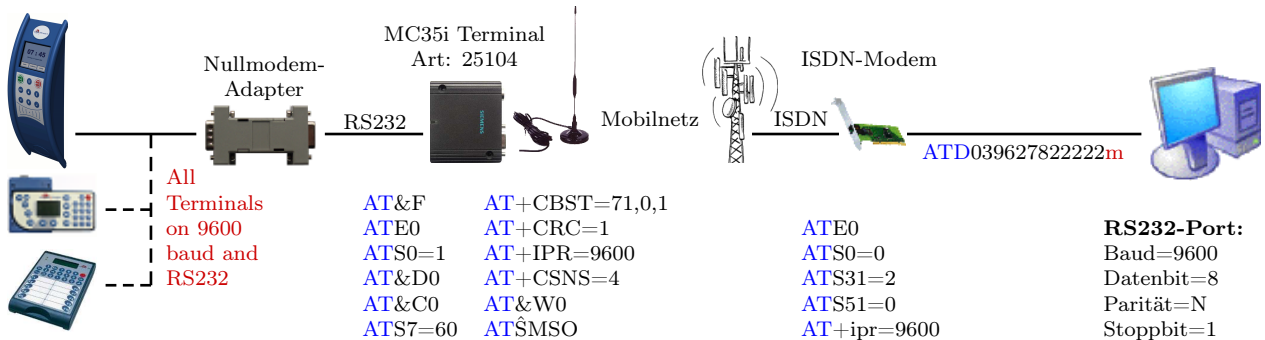 MC35i Terminal
Art: 25104
Nullmodem-
Adapter
RS232
Mobilnetz
ISDN-Modem
ISDN
ATD039627822222m
All
Terminals
on 9600
baud and
RS232
AT&F
ATE0
ATS0=1
AT&D0
AT&C0
ATS7=60
AT+CBST=71,0,1
AT+CRC=1
AT+IPR=9600
AT+CSNS=4
AT&W0
ATŜMSO
ATE0
ATS0=0
ATS31=2
ATS51=0
AT+ipr=9600
RS232-Port:
Baud=9600
Datenbit=8
Parität=N
Stoppbit=1
07:45
SIEMENS